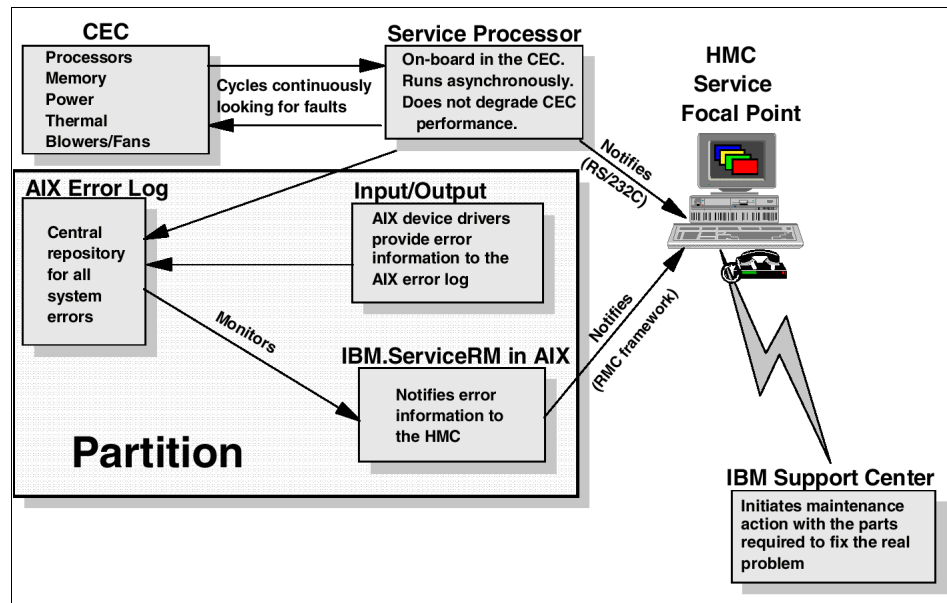 CEC
Processors
Memory
Power
Thermal
Blowers/Fans
Cycles continuously
looking for faults
Service Processor
On-board in the CEC.
Runs asynchronously.
Does not degrade CEC
performance.
HMC
Service
Focal Point
Notifies
(RS/232C)
AIX Error Log
Central
repository
for all
system
errors
Input/Output
AIX device drivers
provide error
information to the
AIX error log
Monitors
IBM.ServiceRM in AIX
Notifies error
information to
the HMC
Notifies
(RMC framework)
Partition
IBM Support Center
Initiates maintenance
action with the parts
required to fix the real
problem